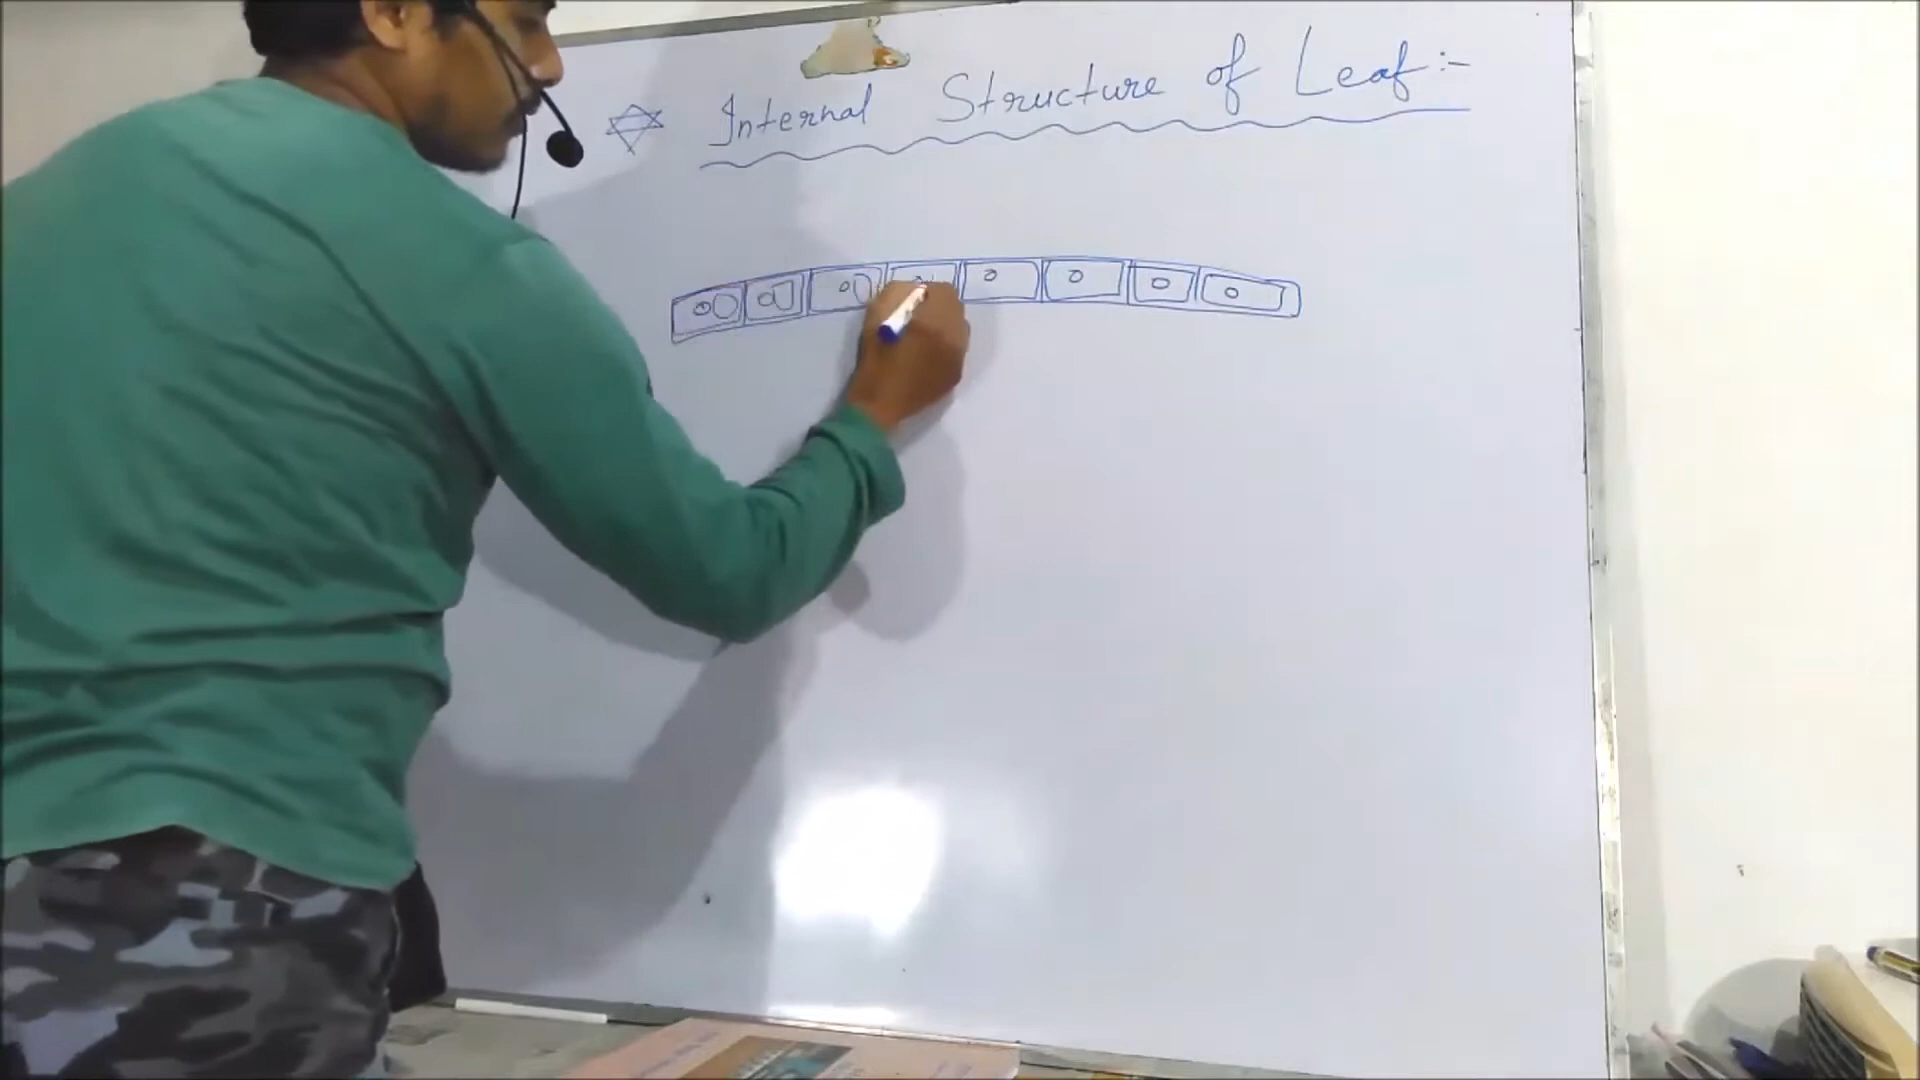 Internal Structure of Leaf :-